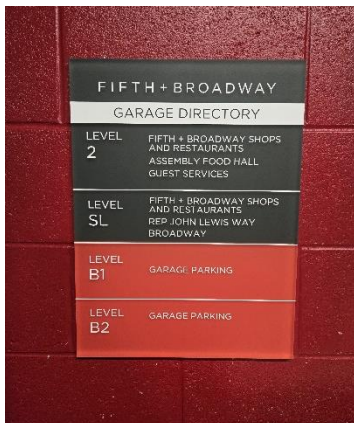 FIFTH + BROADWAY
GARAGE DIRECTORY
LEVEL
2
FIFTH + BROADWAY SHOPS
AND RESTAURANTS
ASSEMBLY FOOD HALL
GUEST SERVICES
LEVEL
SL
FIFTH + BROADWAY SHOPS
AND RESTAURANTS
REP JOHN LEWIS WAY
BROADWAY
LEVEL
B1
GARAGE PARKING
LEVEL
B2
GARAGE PARKING